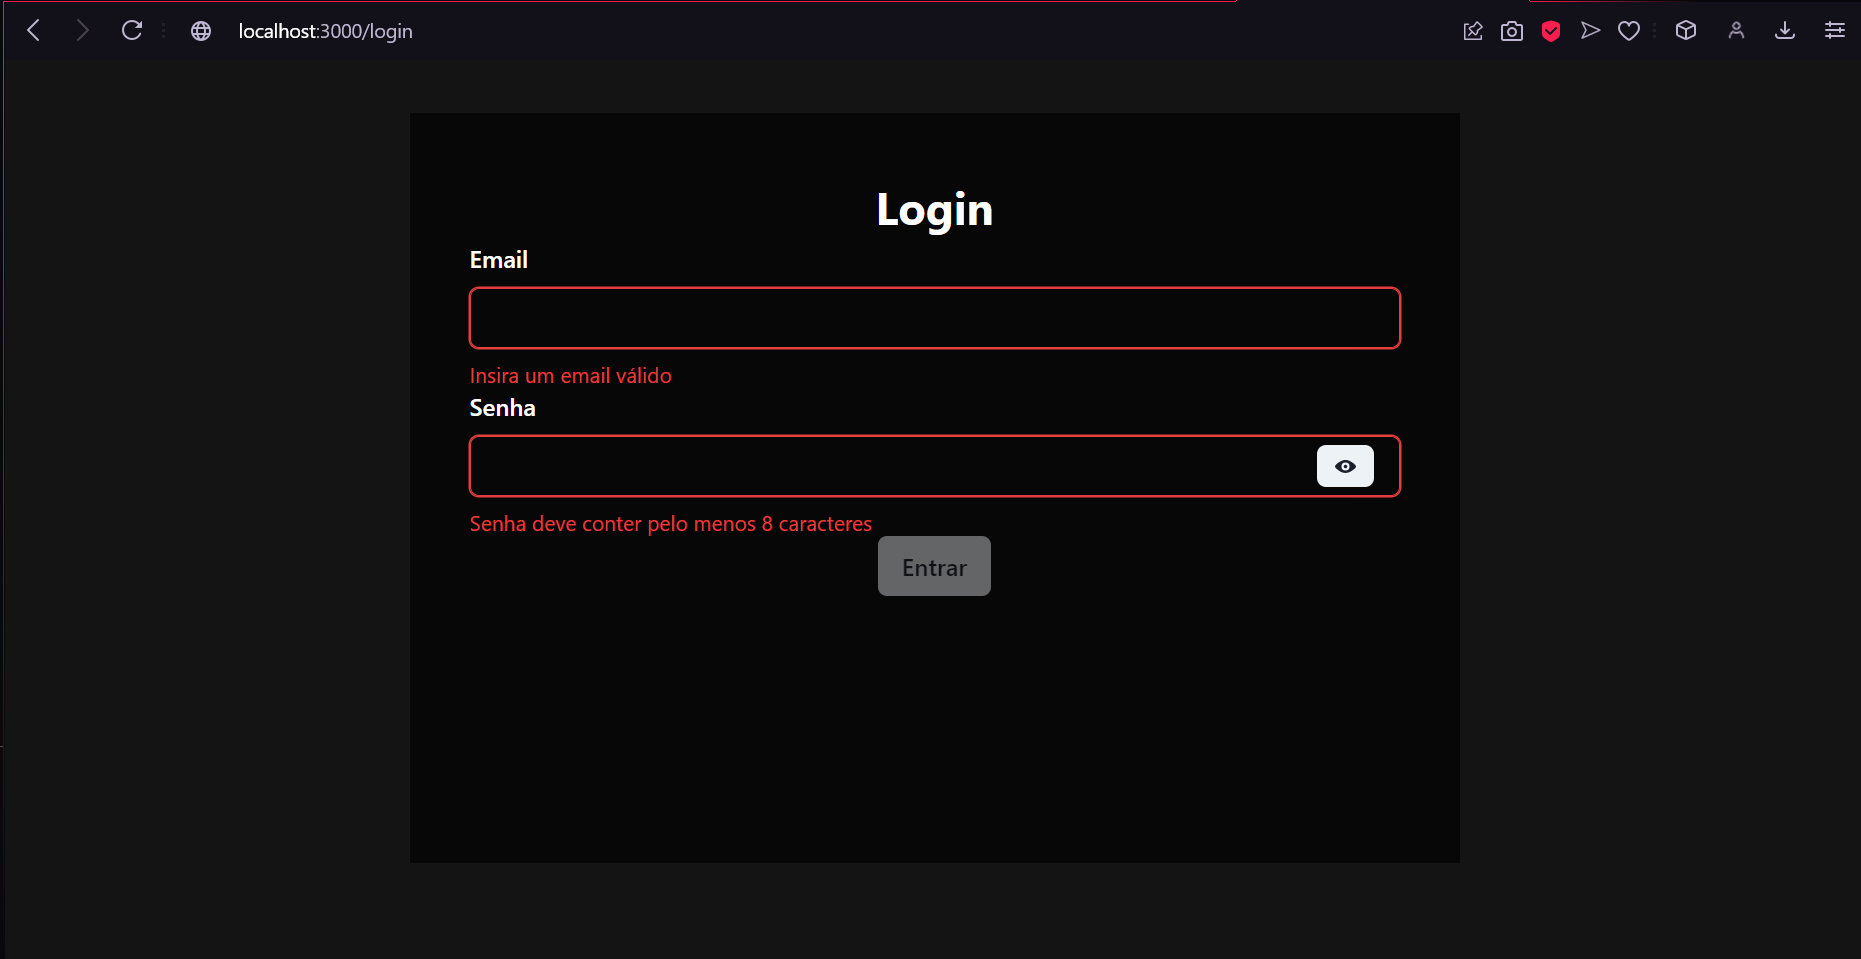 localhost:3000/login
Login
Email
Insira um email válido
Senha
Senha deve conter pelo menos 8 caracteres
Entrar